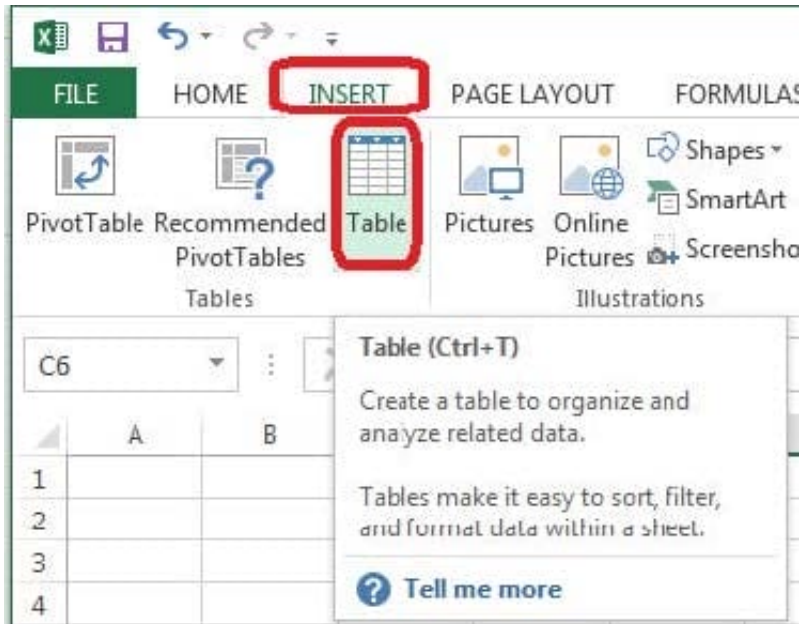 FILE HOME INSERT PAGE LAYOUT FORMULAS
PivotTable Recommended PivotTables Table Pictures Online Pictures
Shapes
SmartArt
Tables Illustrations
C6
Table (Ctrl+T)
Create a table to organize and
analyze related data.
Tables make it easy to sort, filter,
and format data within a sheet.
Tell me more
A B
1
2
3
4